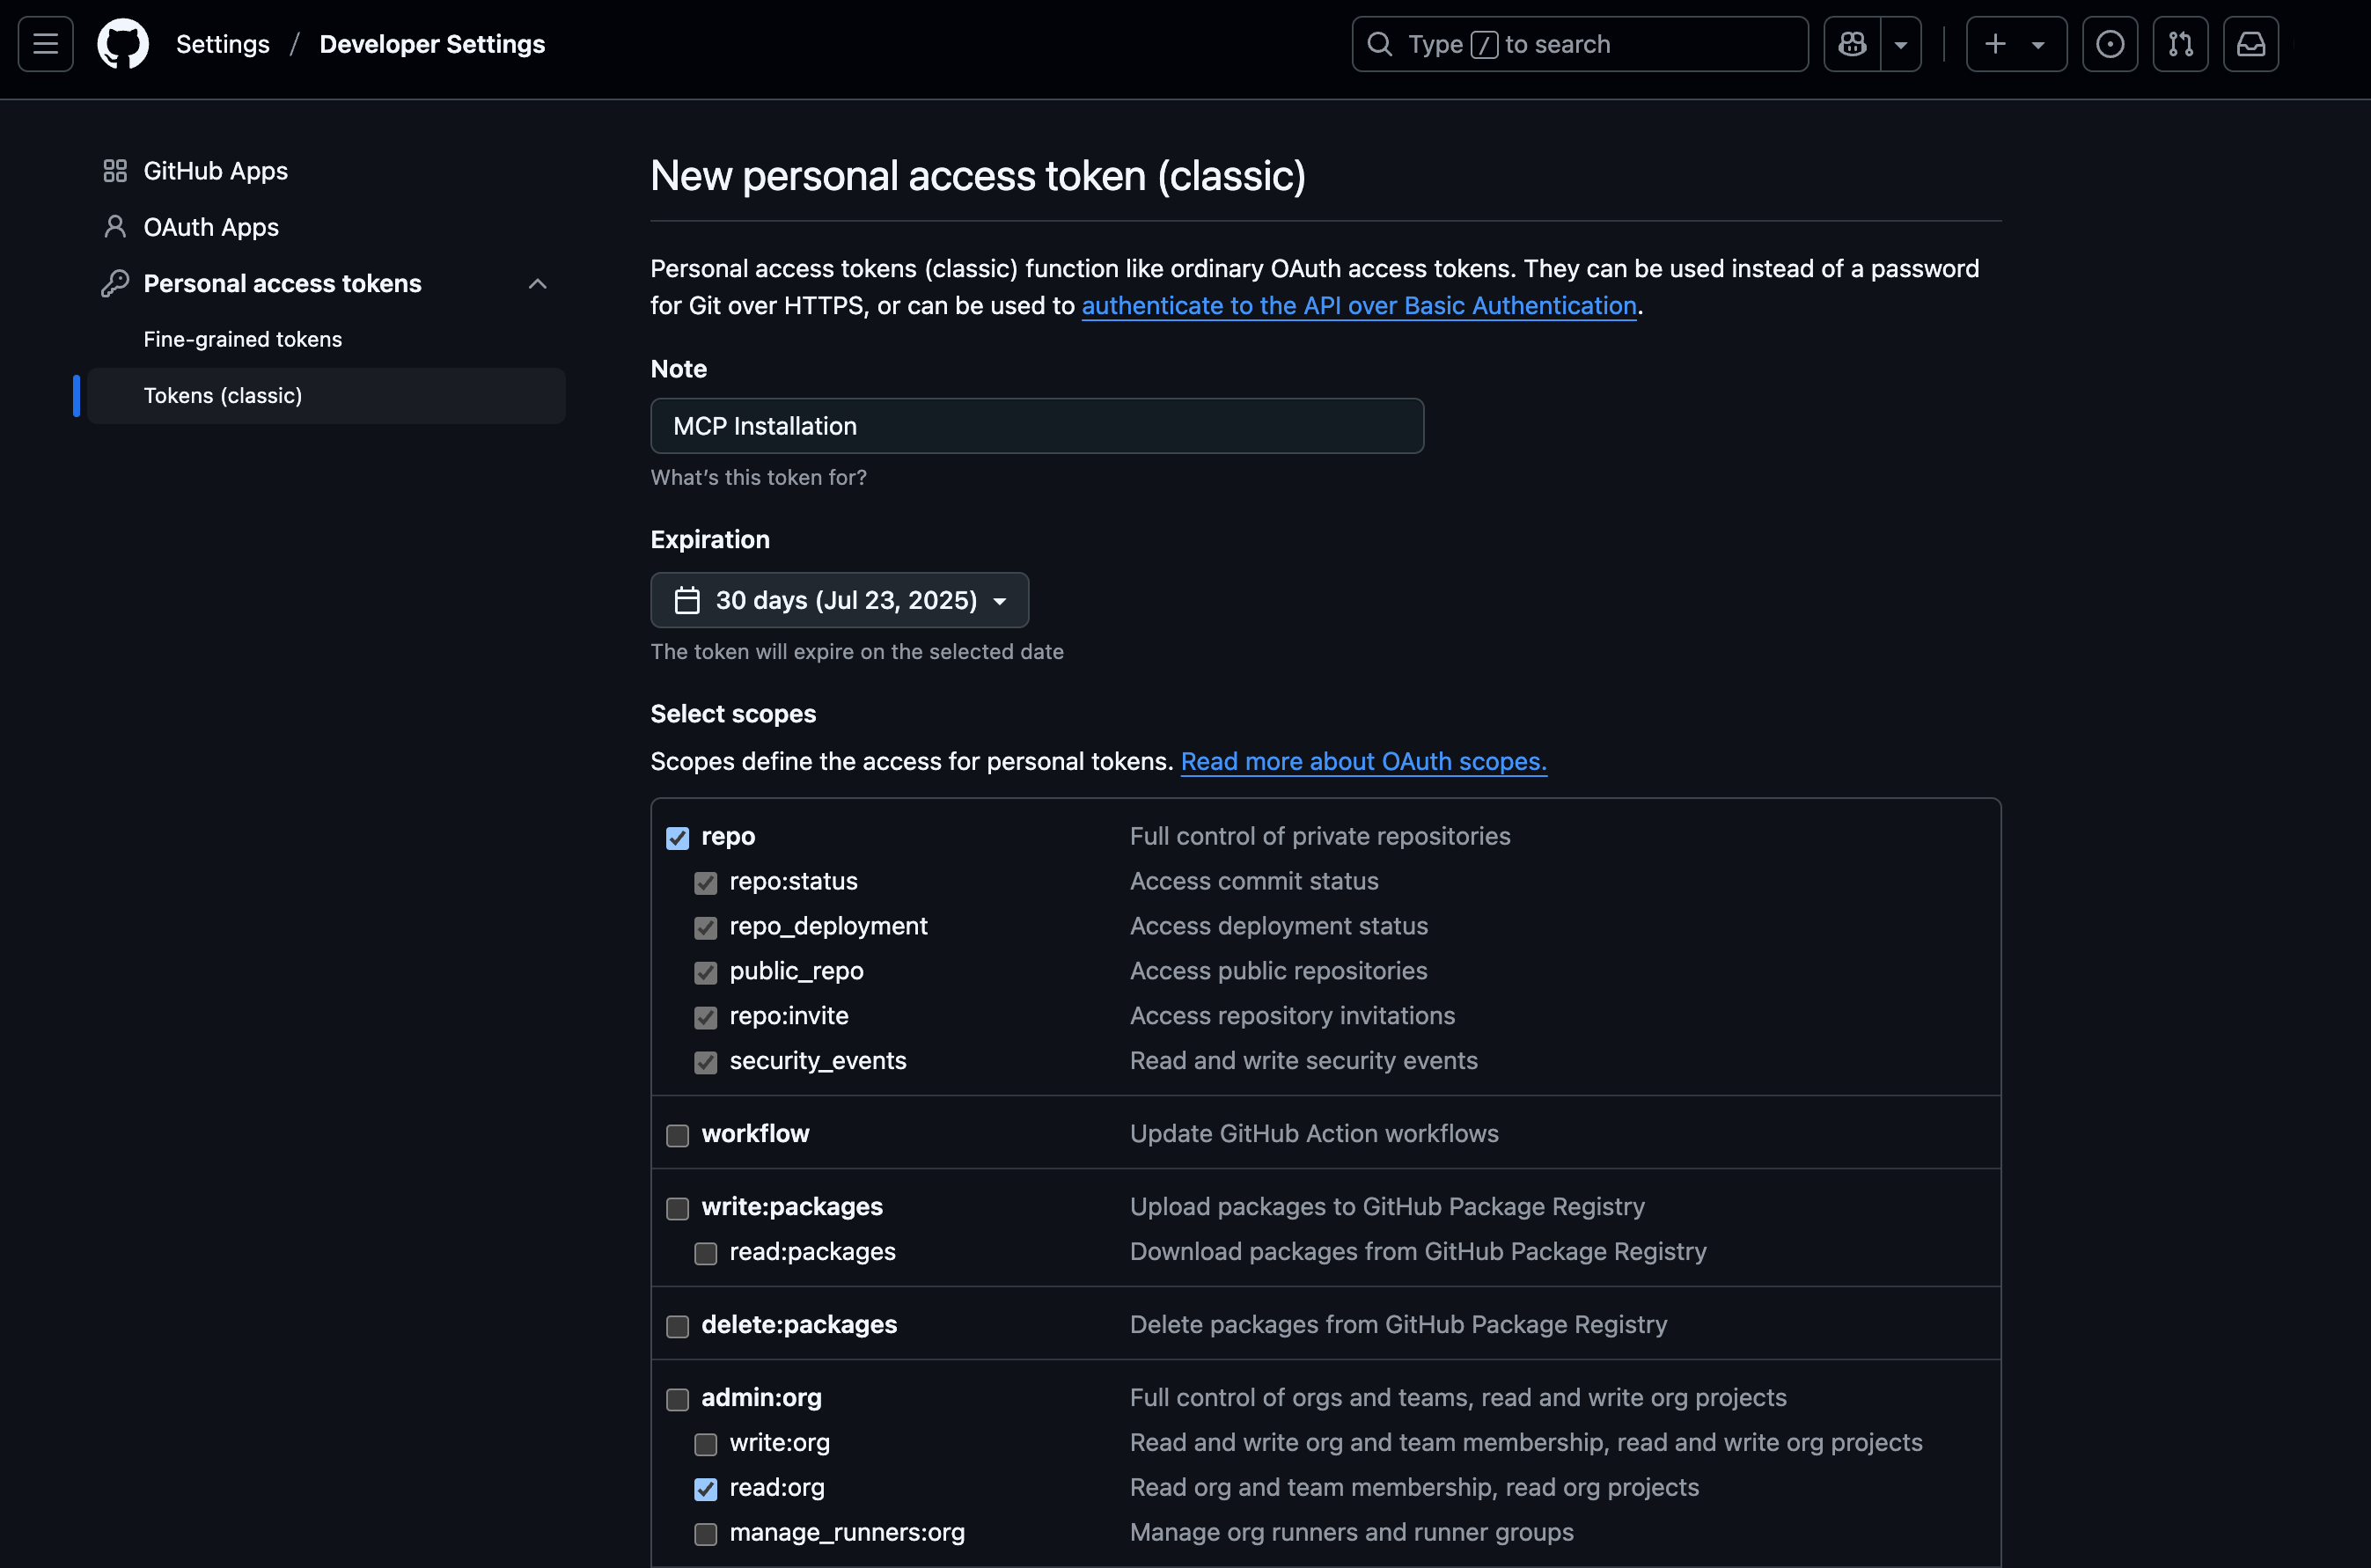 Settings / Developer Settings
Type / to search
GitHub Apps
OAuth Apps
Personal access tokens
Fine-grained tokens
Tokens (classic)
New personal access token (classic)
Personal access tokens (classic) function like ordinary OAuth access tokens. They can be used instead of a password
for Git over HTTPS, or can be used to authenticate to the API over Basic Authentication.
Note
MCP Installation
What’s this token for?
Expiration
30 days (Jul 23, 2025)
The token will expire on the selected date
Select scopes
Scopes define the access for personal tokens. Read more about OAuth scopes.
repo Full control of private repositories
repo:status Access commit status
repo_deployment Access deployment status
public_repo Access public repositories
repo:invite Access repository invitations
security_events Read and write security events
workflow Update GitHub Action workflows
write:packages Upload packages to GitHub Package Registry
read:packages Download packages from GitHub Package Registry
delete:packages Delete packages from GitHub Package Registry
admin:org Full control of orgs and teams, read and write org projects
write:org Read and write org and team membership, read and write org projects
read:org Read org and team membership, read org projects
manage_runners:org Manage org runners and runner groups